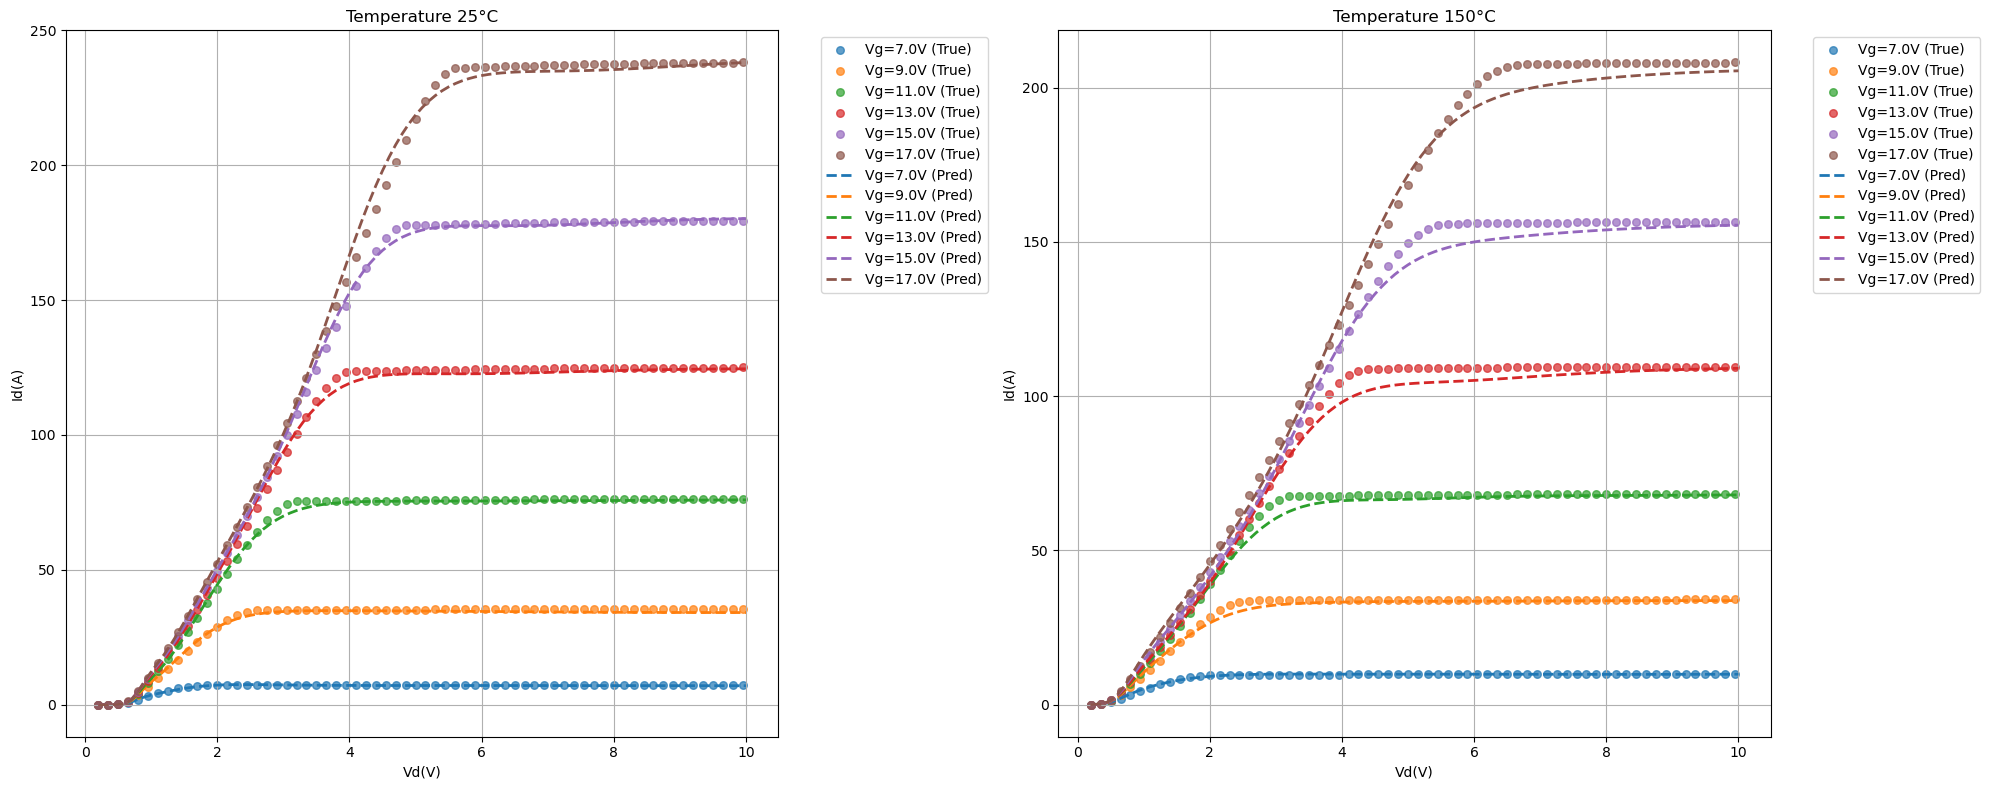 Temperature 25°C
Id(A)
250
200
150
100
50
0
0 2 4 6 8 10
Vd(V)
Vg=7.0V (True)
Vg=9.0V (True)
Vg=11.0V (True)
Vg=13.0V (True)
Vg=15.0V (True)
Vg=17.0V (True)
Vg=7.0V (Pred)
Vg=9.0V (Pred)
Vg=11.0V (Pred)
Vg=13.0V (Pred)
Vg=15.0V (Pred)
Vg=17.0V (Pred)
Temperature 150°C
Id(A)
200
150
100
50
0
0 2 4 6 8 10
Vd(V)
Vg=7.0V (True)
Vg=9.0V (True)
Vg=11.0V (True)
Vg=13.0V (True)
Vg=15.0V (True)
Vg=17.0V (True)
Vg=7.0V (Pred)
Vg=9.0V (Pred)
Vg=11.0V (Pred)
Vg=13.0V (Pred)
Vg=15.0V (Pred)
Vg=17.0V (Pred)